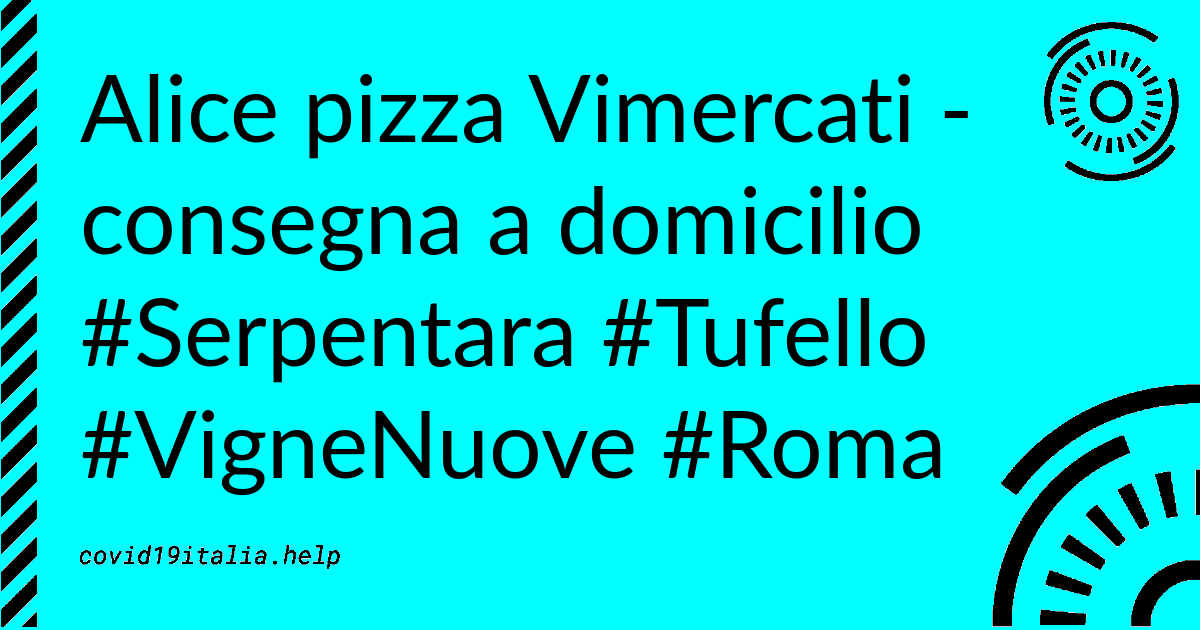 Alice pizza Vimercati -
consegna a domicilio
#Serpentara #Tufello
#VigneNuove #Roma
covid19italia.help